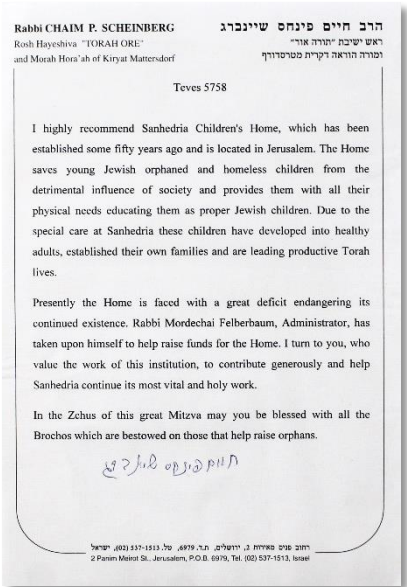 Rabbi CHAIM P. SCHEINBERG
Rosh Hayeshiva "TORAH ORE"
and Morah Hora'ah of Kiryat Mattersdorf
הרב חיים פינחס שיינברג
ראש ישיבת "תורה אור"
ומורה הוראה דקרית מטרסדורף
Teves 5758
I highly recommend Sanhedria Children's Home, which has been
established some fifty years ago and is located in Jerusalem. The Home
saves young Jewish orphaned and homeless children from the
detrimental influence of society and provides them with all their
physical needs educating them as proper Jewish children. Due to the
special care at Sanhedria these children have developed into healthy
adults, established their own families and are leading productive Torah
lives.
Presently the Home is faced with a great deficit endangering its
continued existence. Rabbi Mordechai Felberbaum, Administrator, has
taken upon himself to help raise funds for the Home. I turn to you, who
value the work of this institution, to contribute generously and help
Sanhedria continue its most vital and holy work.
In the Zchus of this great Mitzva may you be blessed with all the
Brochos which are bestowed on those that help raise orphans.
חיים פינחס שיינברג
רחוב פנים מאירות 2, ירושלים, ת.ד. 6979, טל. 537-1513 (02), ישראל
2 Panim Meirot St., Jerusalem, P.O.B. 6979, Tel. (02) 537-1513, Israel